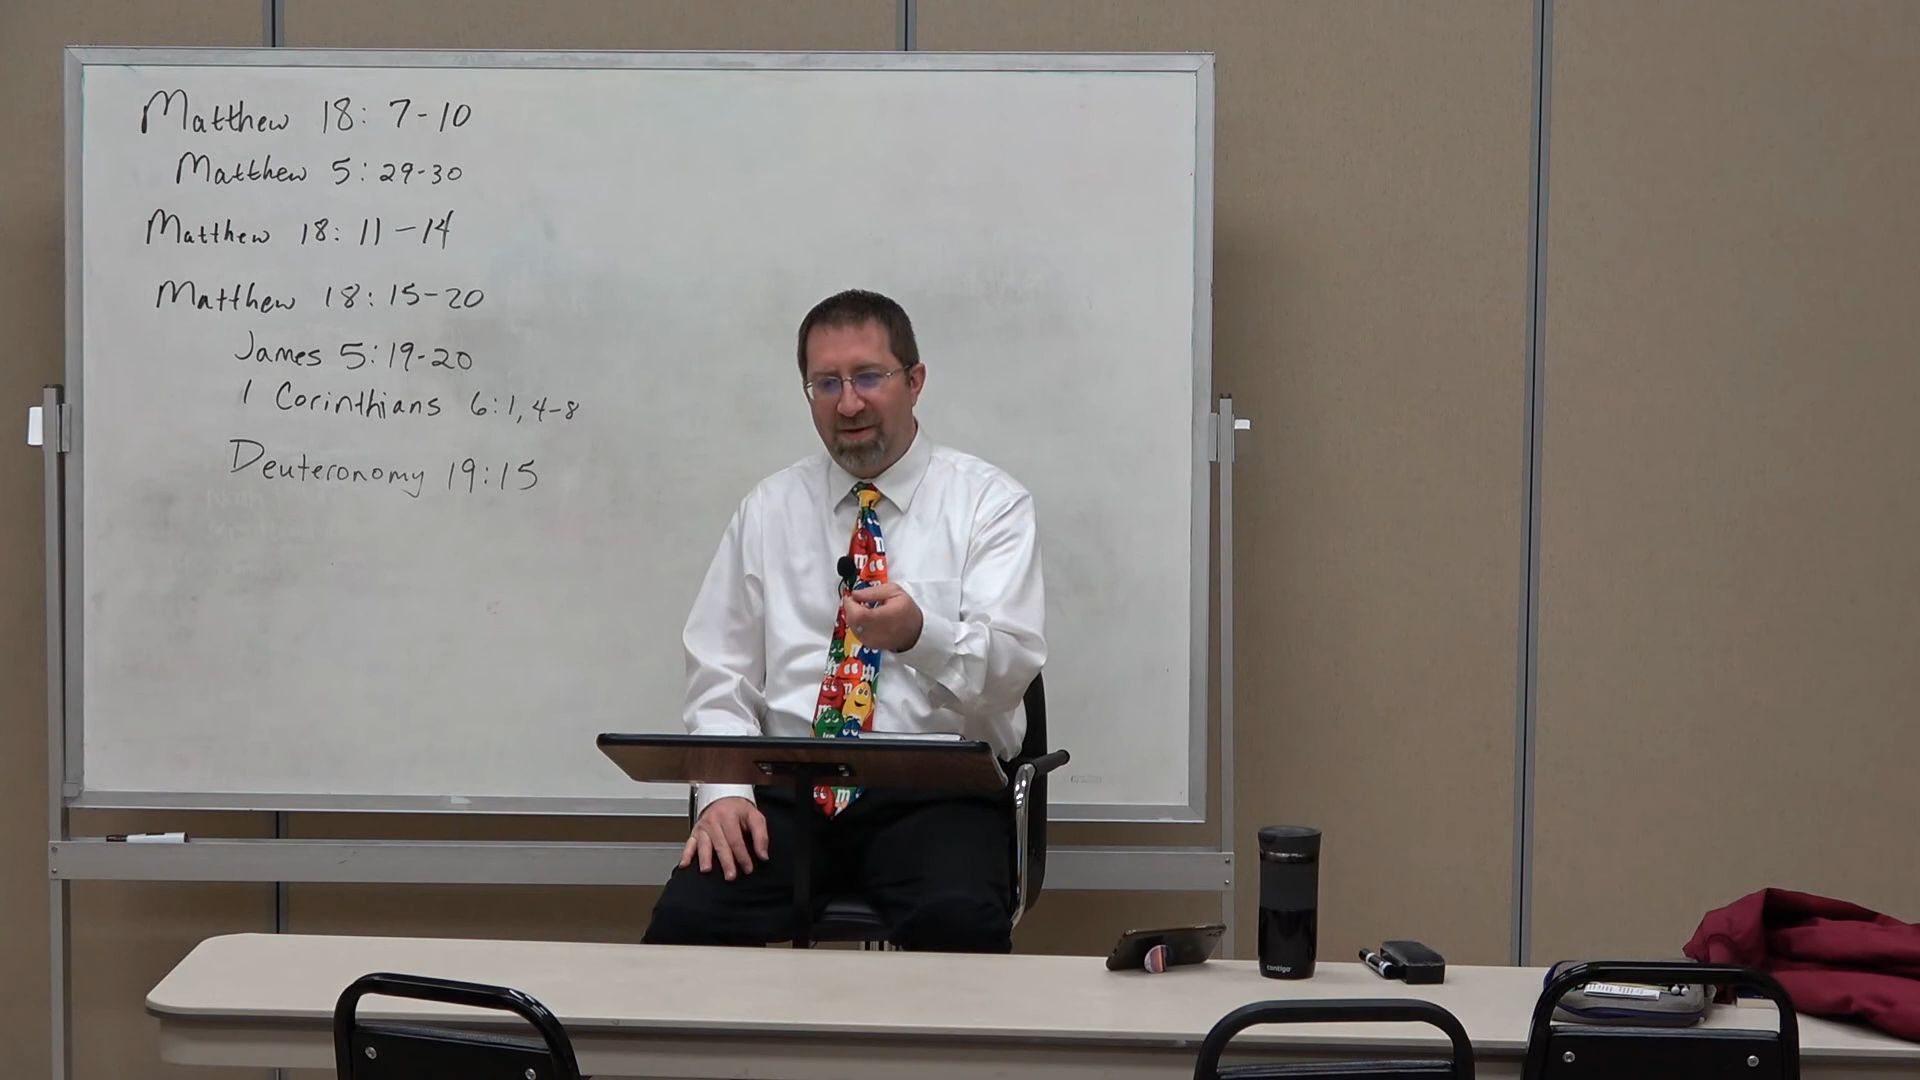 Matthew 18: 7-10
Matthew 5: 29-30
Matthew 18: 11-14
Matthew 18: 15-20
James 5:19-20
1 Corinthians 6:1, 4-8
Deuteronomy 19:15
m
m
m
contigo